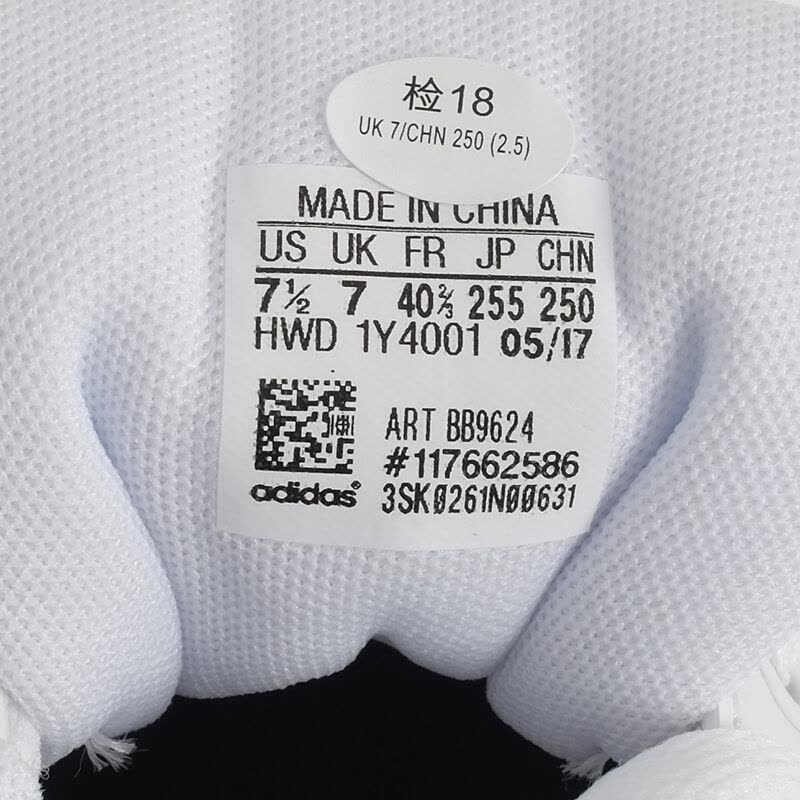 检18
UK 7/CHN 250 (2.5)
MADE IN CHINA
US UK FR JP CHN
7½ 7 40⅔ 255 250
HWD 1Y4001 05/17
ART BB9624
#117662586
adidas® 3SK0261N00631